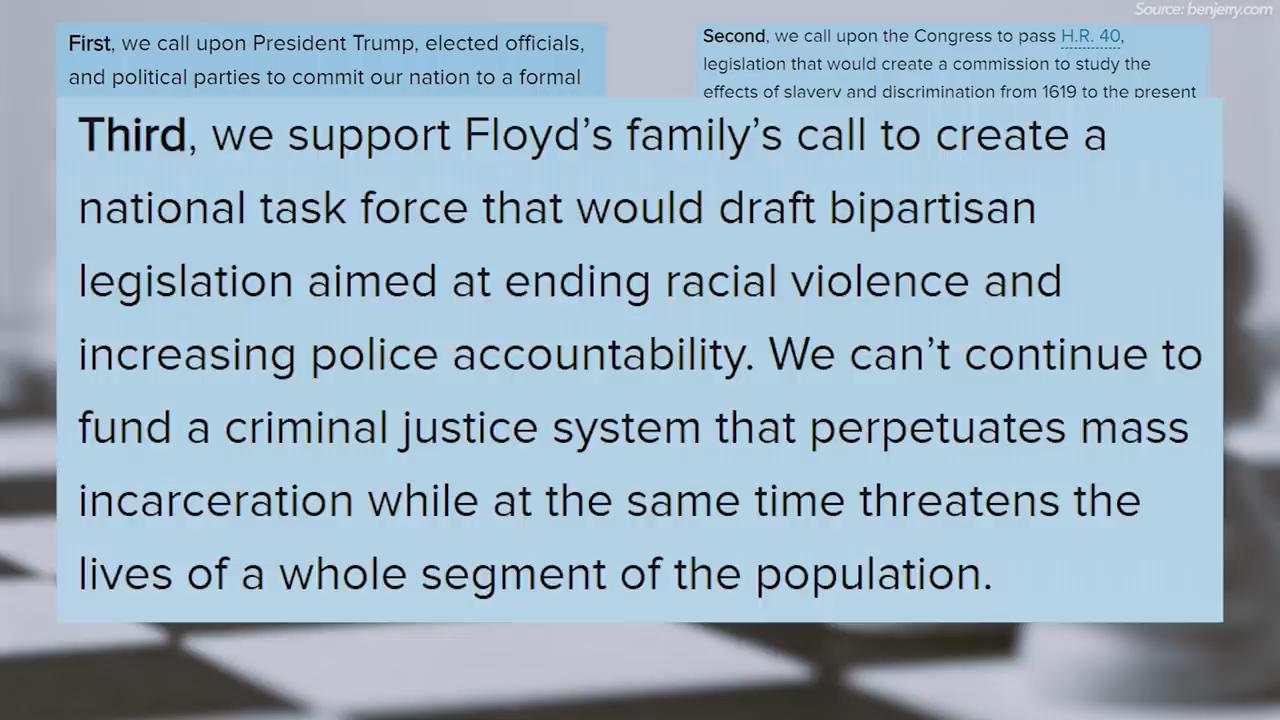 Source: benjerry.com
First, we call upon President Trump, elected officials,
and political parties to commit our nation to a formal
Second, we call upon the Congress to pass H.R. 40,
legislation that would create a commission to study the
effects of slavery and discrimination from 1619 to the present
Third, we support Floyd’s family’s call to create a
national task force that would draft bipartisan
legislation aimed at ending racial violence and
increasing police accountability. We can’t continue to
fund a criminal justice system that perpetuates mass
incarceration while at the same time threatens the
lives of a whole segment of the population.